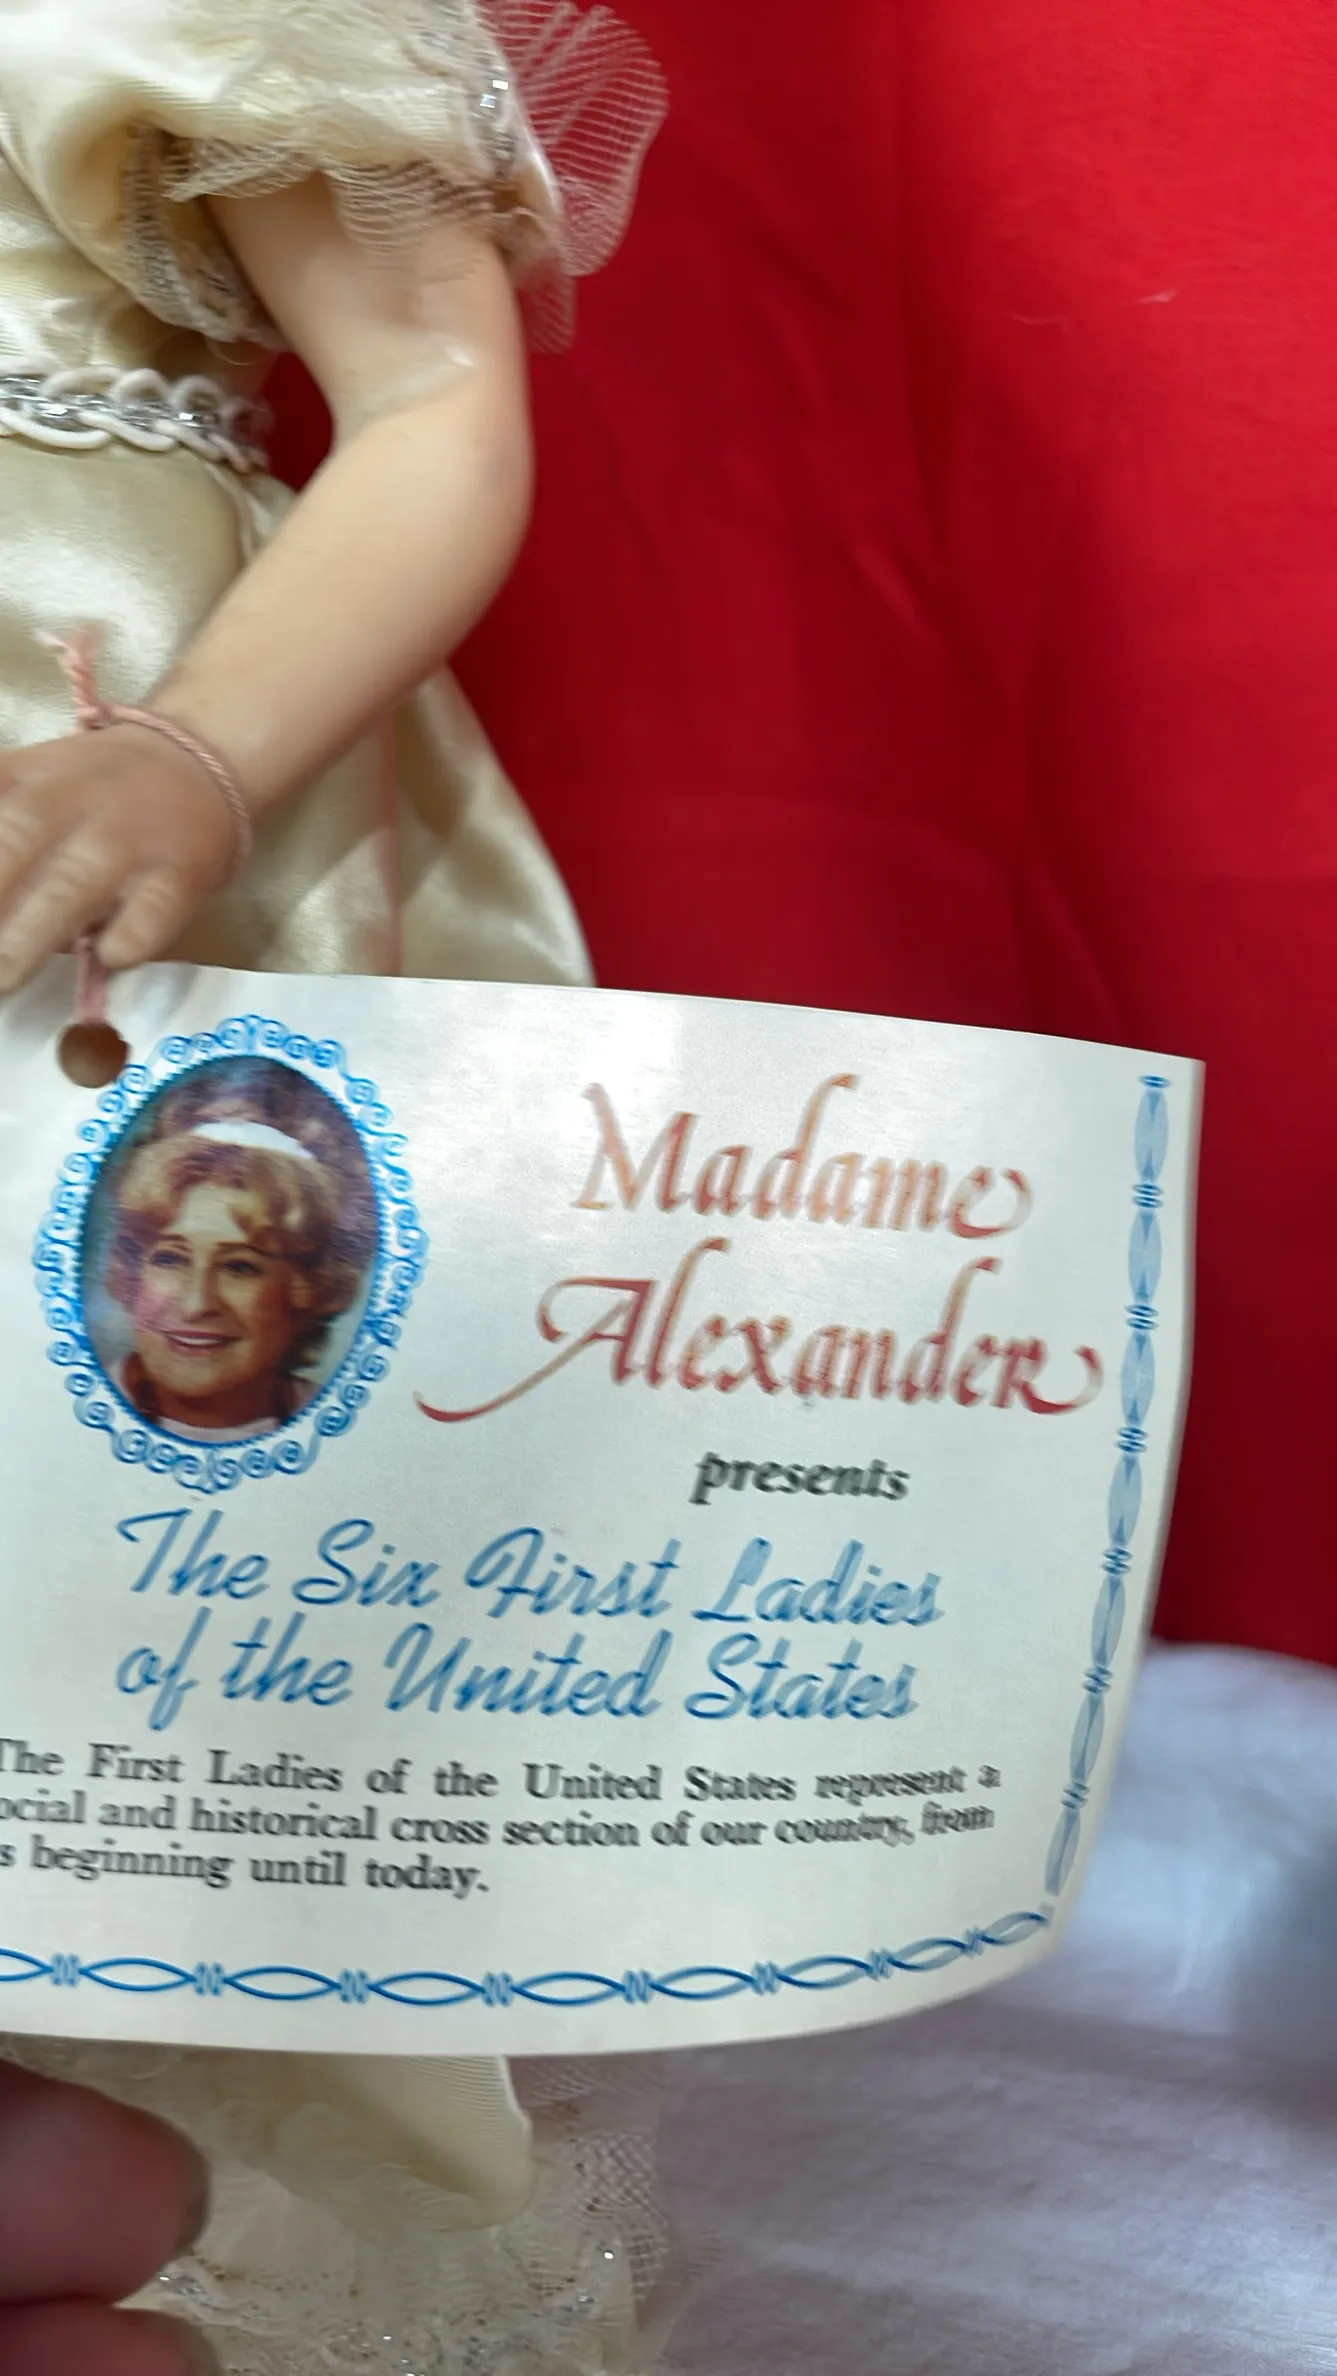 Madame
Alexander
presents
The Six First Ladies
of the United States
The First Ladies of the United States represent a
ocial and historical cross section of our country, from
s beginning until today.